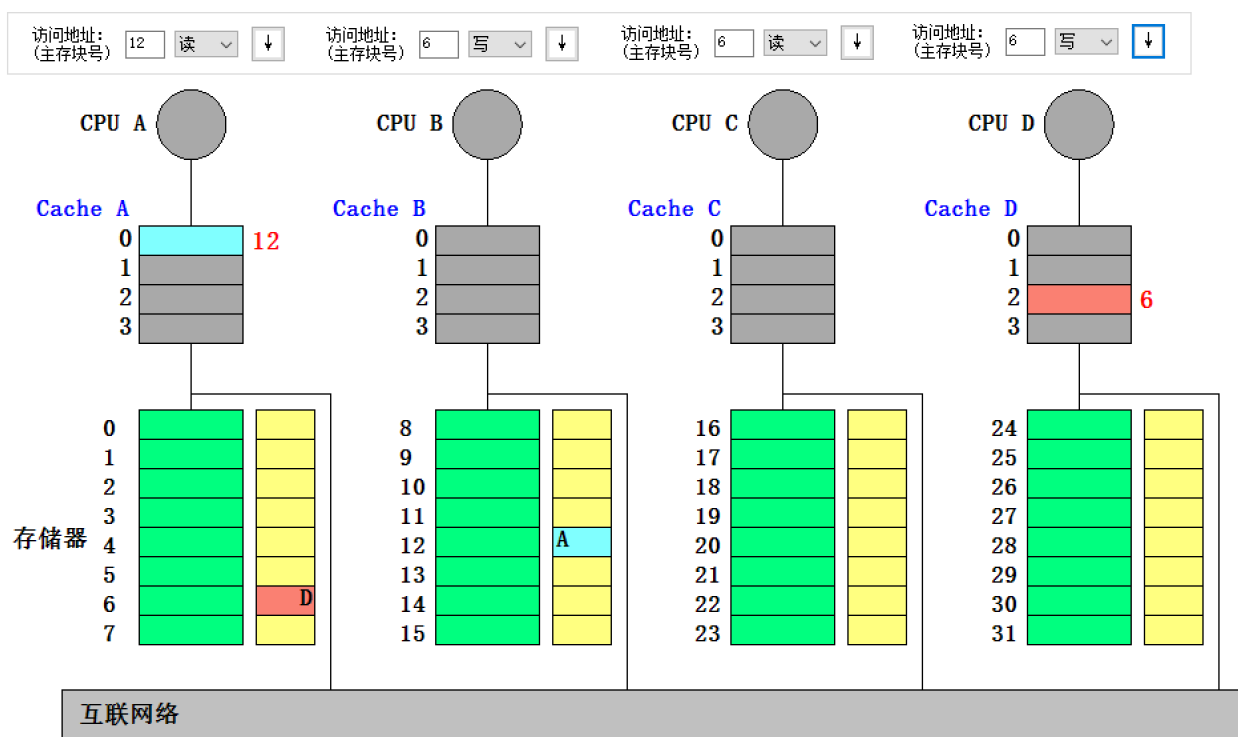 访问地址: 12 读 ↓ 访问地址: 6 写 ↓ 访问地址: 6 读 ↓ 访问地址: 6 写 ↓
(主存块号) (主存块号) (主存块号) (主存块号)
CPU A CPU B CPU C CPU D
Cache A Cache B Cache C Cache D
0 12 0 0 0
1 1 1 1
2 2 2 2 6
3 3 3 3
0 8 16 24
1 9 17 25
2 10 18 26
3 11 19 27
存储器 4 12 A 20 28
5 13 21 29
6 D 14 22 30
7 15 23 31
互联网络